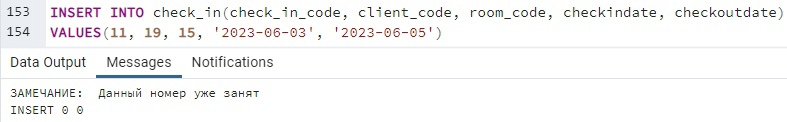 153 INSERT INTO check_in(check_in_code, client_code, room_code, checkindate, checkoutdate)
154 VALUES(11, 19, 15, '2023-06-03', '2023-06-05')
Data Output Messages Notifications
ЗАМЕЧАНИЕ: Данный номер уже занят
INSERT 0 0